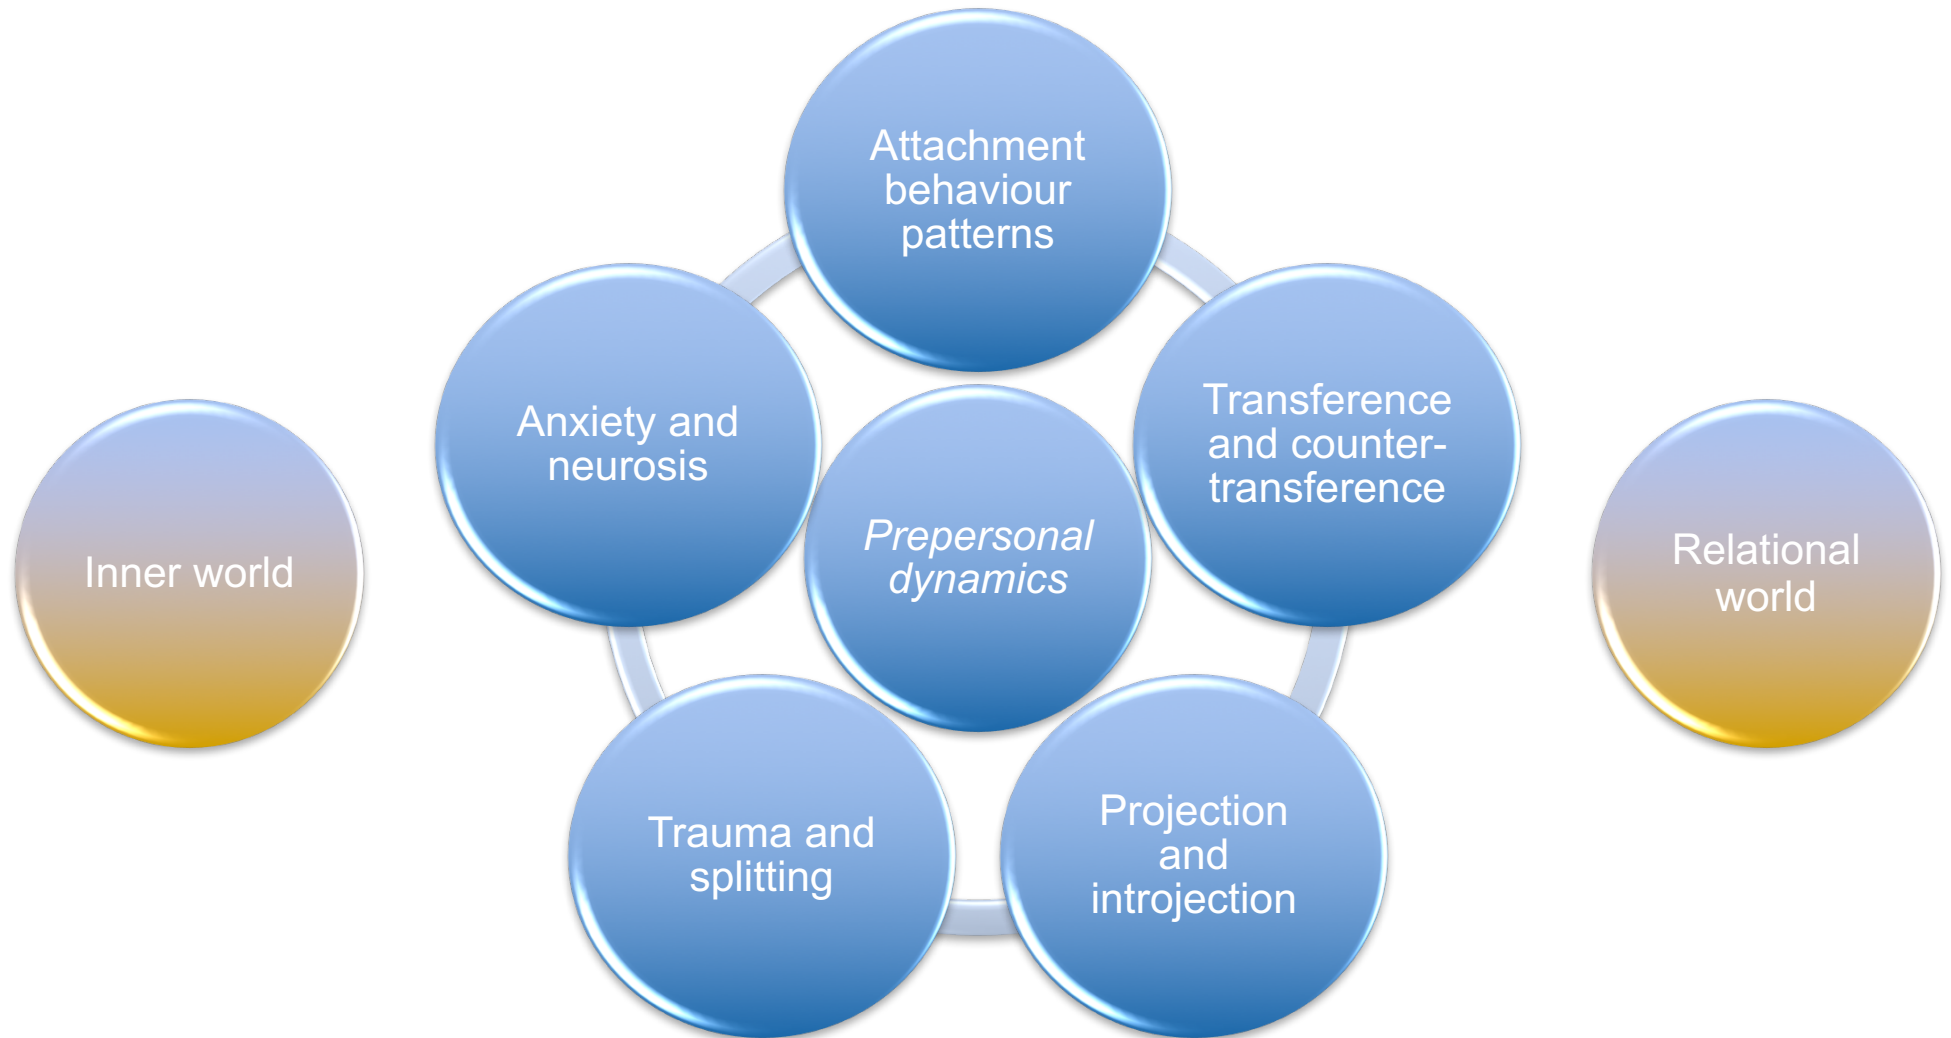 Attachment
behaviour
patterns
Anxiety and
neurosis
Transference
and counter-
transference
Prepersonal
dynamics
Inner world
Relational
world
Trauma and
splitting
Projection
and
introjection